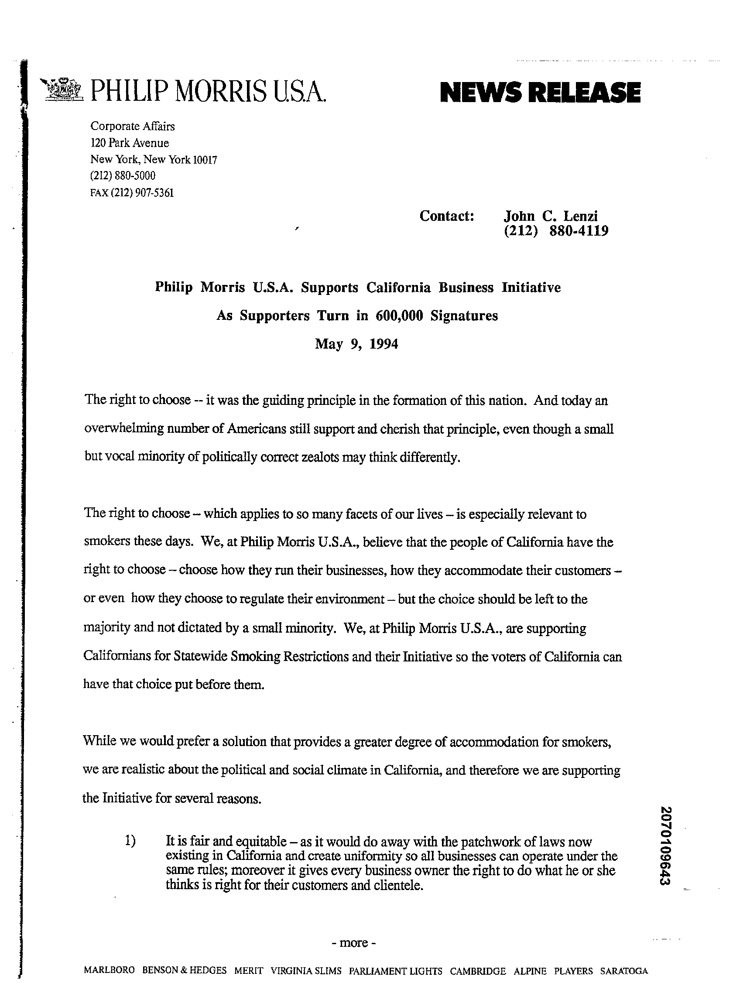 PHILIP MORRIS U.S.A.
NEWS RELEASE
Corporate Affairs
120 Park Avenue
New York, New York 10017
(212) 880-5000
FAX (212) 907-5361
Contact: John C. Lenzi
(212) 880-4119
Philip Morris U.S.A. Supports California Business Initiative
As Supporters Turn in 600,000 Signatures
May 9, 1994
The right to choose -- it was the guiding principle in the formation of this nation. And today an
overwhelming number of Americans still support and cherish that principle, even though a small
but vocal minority of politically correct zealots may think differently.
The right to choose – which applies to so many facets of our lives – is especially relevant to
smokers these days. We, at Philip Morris U.S.A., believe that the people of California have the
right to choose – choose how they run their businesses, how they accommodate their customers –
or even how they choose to regulate their environment – but the choice should be left to the
majority and not dictated by a small minority. We, at Philip Morris U.S.A., are supporting
Californians for Statewide Smoking Restrictions and their Initiative so the voters of California can
have that choice put before them.
While we would prefer a solution that provides a greater degree of accommodation for smokers,
we are realistic about the political and social climate in California, and therefore we are supporting
the Initiative for several reasons.
1) It is fair and equitable – as it would do away with the patchwork of laws now
existing in California and create uniformity so all businesses can operate under the
same rules; moreover it gives every business owner the right to do what he or she
thinks is right for their customers and clientele.
2070109643
- more -
MARLBORO BENSON & HEDGES MERIT VIRGINIA SLIMS PARLIAMENT LIGHTS CAMBRIDGE ALPINE PLAYERS SARATOGA